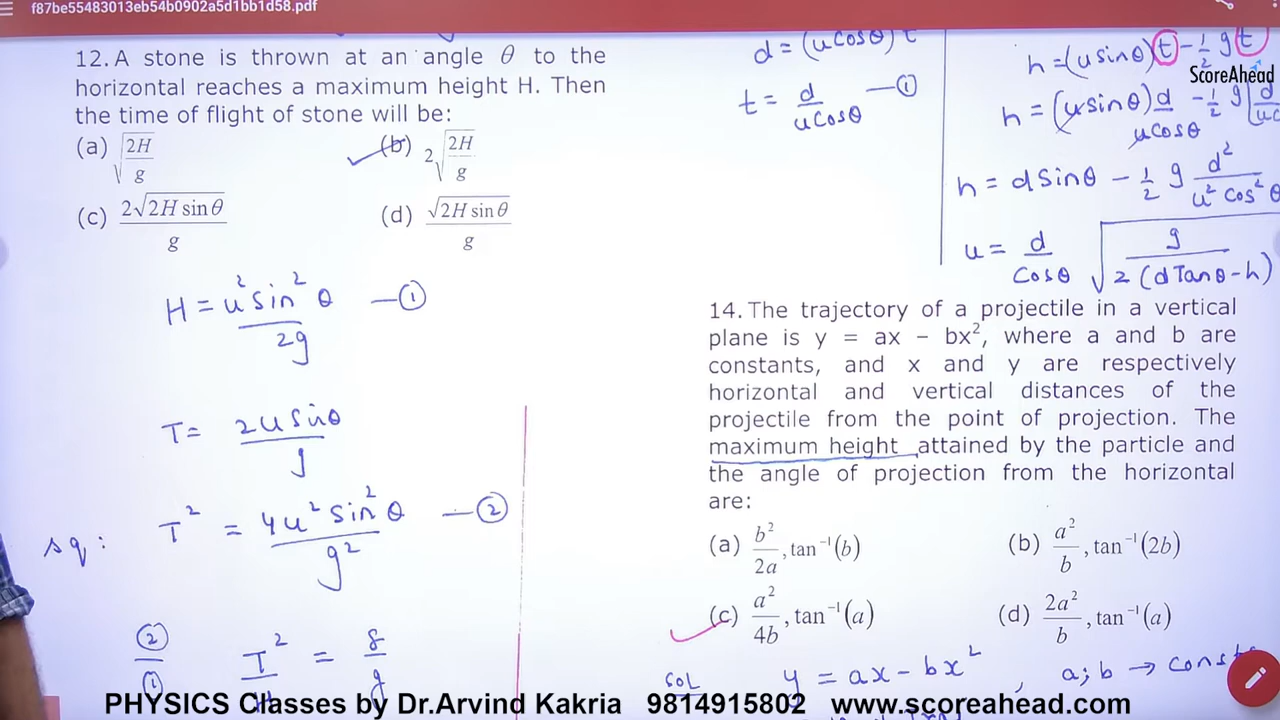 f87be55483013eb54b0902a5d1bb1d58.pdf
12. A stone is thrown at an angle θ to the
horizontal reaches a maximum height H. Then
the time of flight of stone will be:
(a) √(2H/g)
(b) 2√(2H/g)
(c) 2√(2H sin θ)/g
(d) √(2H sin θ)/g
H = u² sin² θ / 2g —①
T = 2u sinθ / g
sq: T² = 4u² sin² θ / g² —②
②/① T²/H = 8/g
d = (u cosθ) t
t = d / u cosθ —①
h = (u sinθ) t − 1/2 g t
ScoreAhead
h = (u sinθ) d / u cosθ − 1/2 g
h = d sinθ − 1/2 g d² / u² cos² θ
u = d / Cosθ √(g / 2 (d Tanθ − h))
14. The trajectory of a projectile in a vertical
plane is y = ax − bx², where a and b are
constants, and x and y are respectively
horizontal and vertical distances of the
projectile from the point of projection. The
maximum height attained by the particle and
the angle of projection from the horizontal
are:
(a) b²/2a, tan⁻¹(b)
(b) a²/b, tan⁻¹(2b)
(c) a²/4b, tan⁻¹(a)
(d) 2a²/b, tan⁻¹(a)
Sol y = ax − bx² , a; b →
PHYSICS Classes by Dr.Arvind Kakria 9814915802 www.scoreahead.com